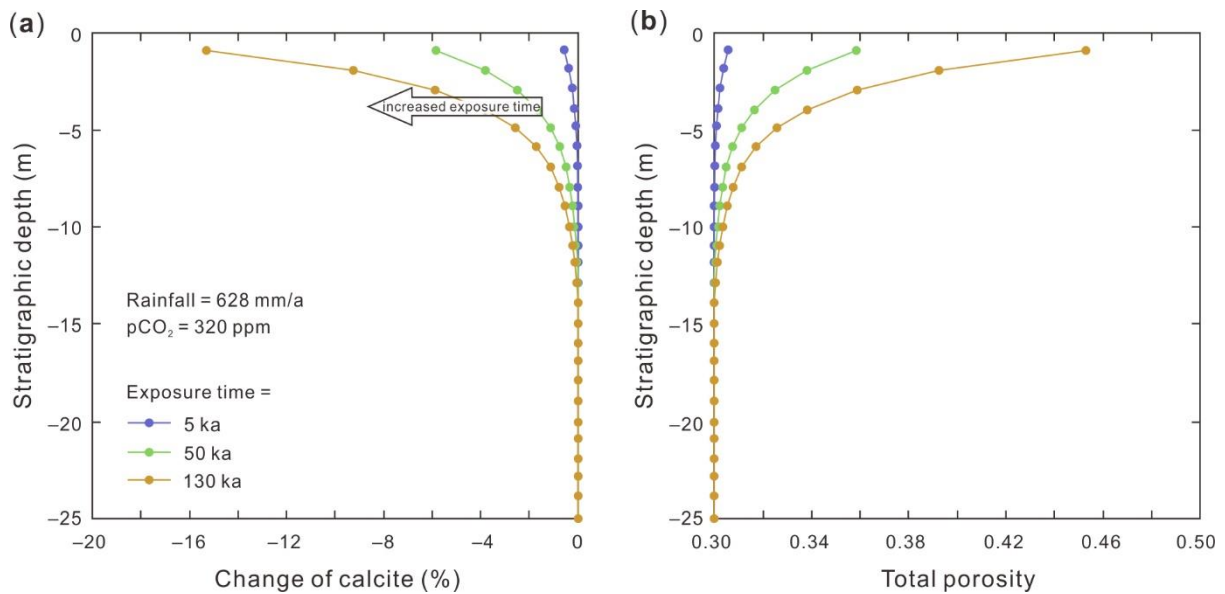 (a)
0
−5
−10
−15
−20
−25
Stratigraphic depth (m)
increased exposure time
Rainfall = 628 mm/a
pCO₂ = 320 ppm
Exposure time =
5 ka
50 ka
130 ka
−20 −16 −12 −8 −4 0
Change of calcite (%)
(b)
0
−5
−10
−15
−20
−25
Stratigraphic depth (m)
0.30 0.34 0.38 0.42 0.46 0.50
Total porosity